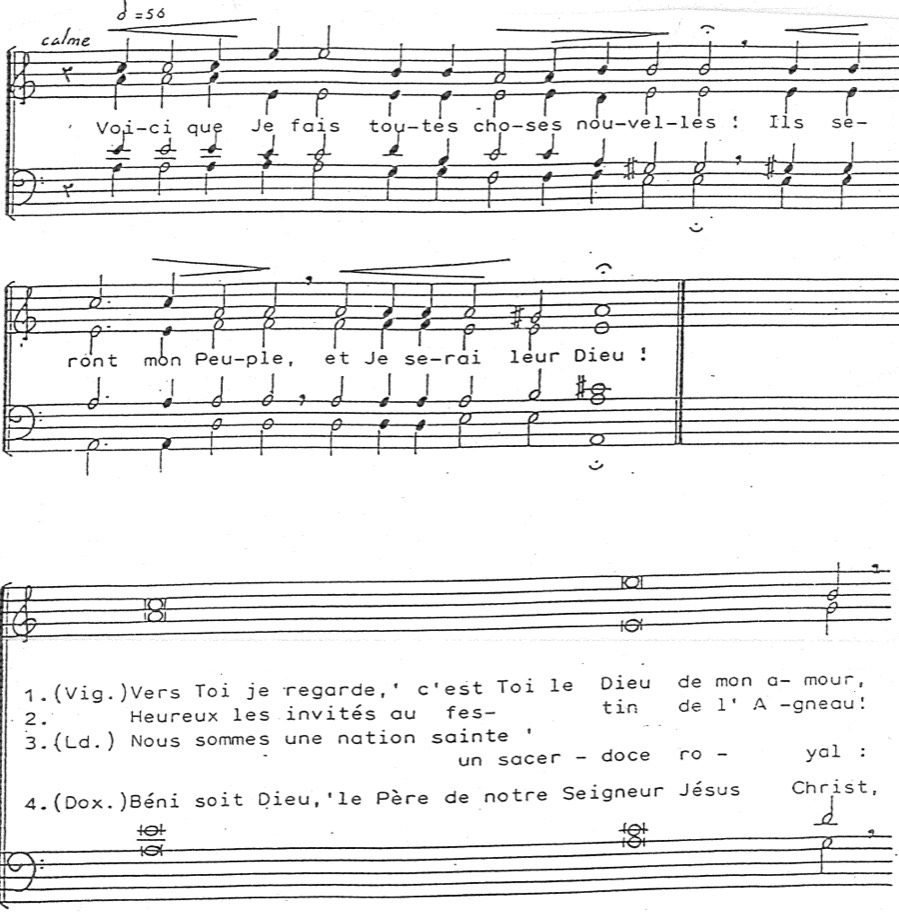 𝅗𝅥 =56
calme
Voi-ci que Je fais tou-tes cho-ses nou-vel-les ! Ils se-
ront mon Peu-ple, et Je se-rai leur Dieu !
1.(Vig.)Vers Toi je regarde,' c'est Toi le Dieu de mon a- mour,
2. Heureux les invités au fes- tin de l' A -gneau!
3.(Ld.) Nous sommes une nation sainte '
un sacer - doce ro - yal :
4.(Dox.)Béni soit Dieu,'le Père de notre Seigneur Jésus Christ,